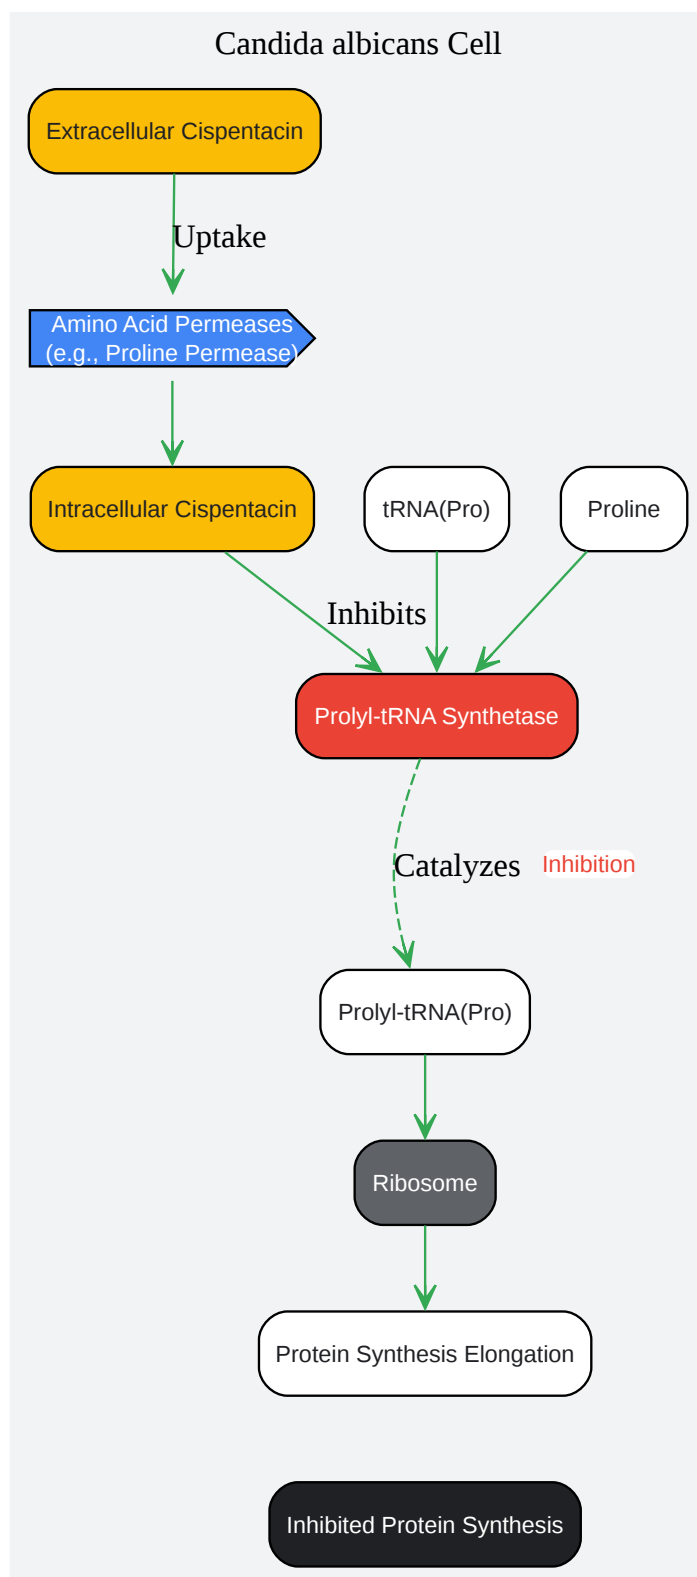 Candida albicans Cell
Extracellular Cispentacin
Uptake
Amino Acid Permeases
(e.g., Proline Permease)
Intracellular Cispentacin
tRNA(Pro)
Proline
Inhibits
Prolyl-tRNA Synthetase
Catalyzes
Inhibition
Prolyl-tRNA(Pro)
Ribosome
Protein Synthesis Elongation
Inhibited Protein Synthesis